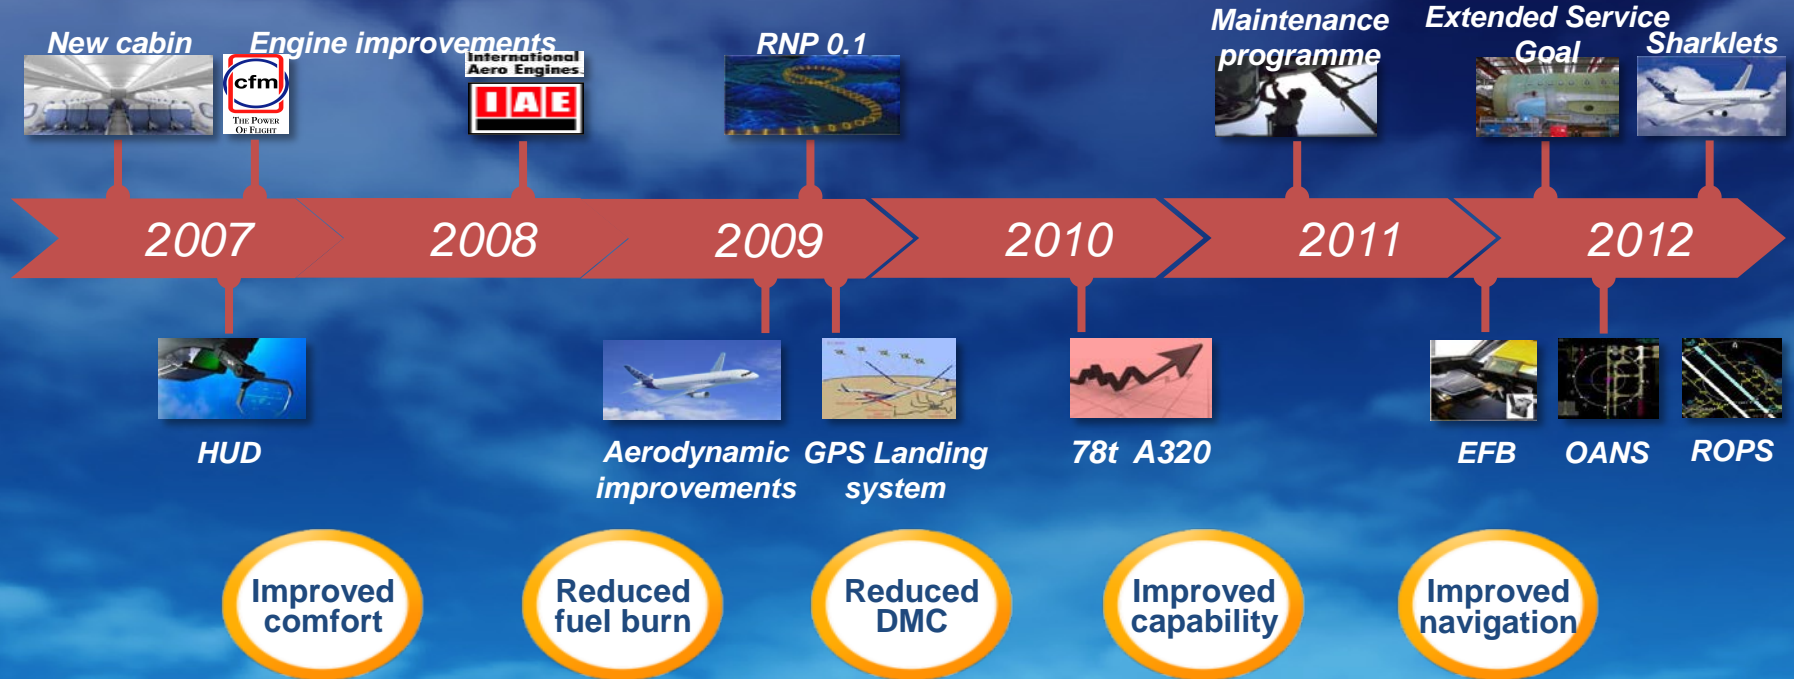 New cabin
Engine improvements
RNP 0.1
Maintenance
programme
Extended Service
Goal
Sharklets
cfm
THE POWER
OF FLIGHT
International
Aero Engines
IAE
2007
2008
2009
2010
2011
2012
HUD
Aerodynamic
improvements
GPS Landing
system
78t A320
EFB
OANS
ROPS
Improved
comfort
Reduced
fuel burn
Reduced
DMC
Improved
capability
Improved
navigation